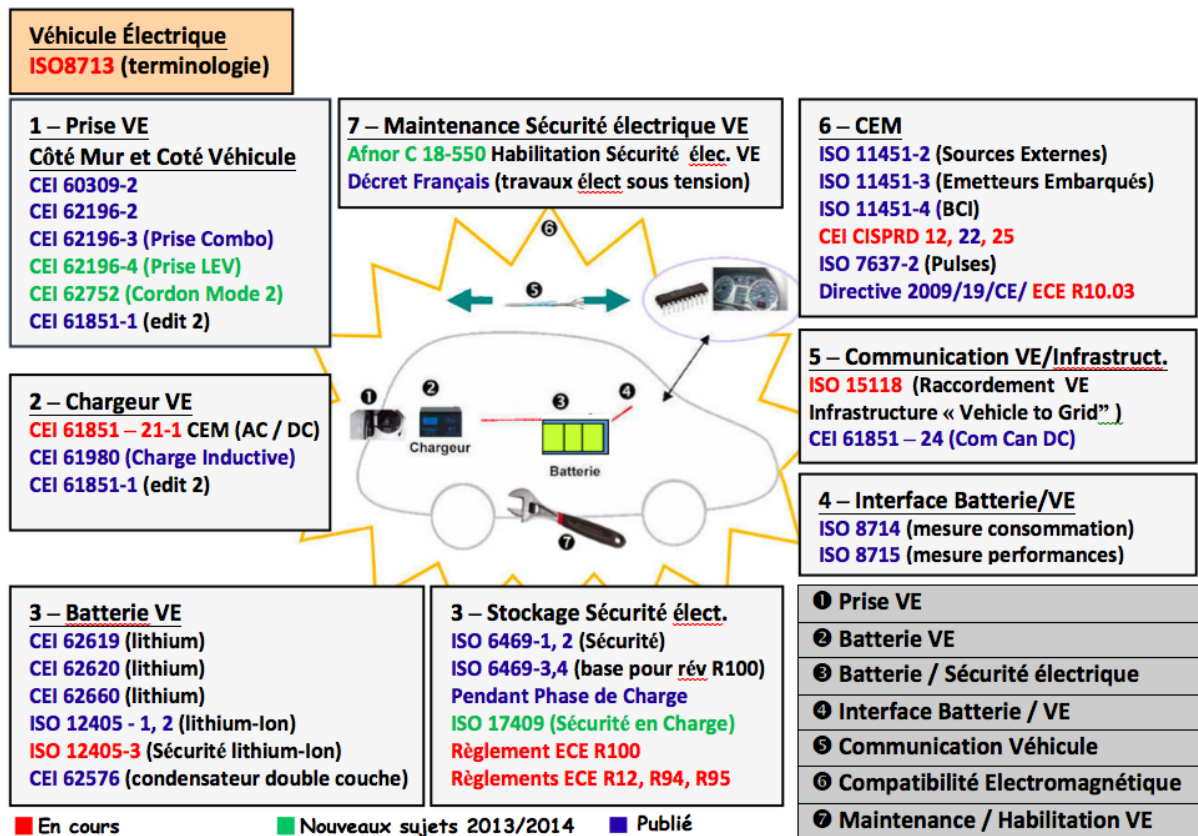 Véhicule Électrique
ISO8713 (terminologie)
1 – Prise VE
Côté Mur et Coté Véhicule
CEI 60309-2
CEI 62196-2
CEI 62196-3 (Prise Combo)
CEI 62196-4 (Prise LEV)
CEI 62752 (Cordon Mode 2)
CEI 61851-1 (edit 2)
7 – Maintenance Sécurité électrique VE
Afnor C 18-550 Habilitation Sécurité élec. VE
Décret Français (travaux élect sous tension)
6 – CEM
ISO 11451-2 (Sources Externes)
ISO 11451-3 (Emetteurs Embarqués)
ISO 11451-4 (BCI)
CEI CISPRD 12, 22, 25
ISO 7637-2 (Pulses)
Directive 2009/19/CE/ ECE R10.03
2 – Chargeur VE
CEI 61851 – 21-1 CEM (AC / DC)
CEI 61980 (Charge Inductive)
CEI 61851-1 (edit 2)
❻
❺
❶
❷
❸
❹
Chargeur
Batterie
❼
5 – Communication VE/Infrastruct.
ISO 15118 (Raccordement VE
Infrastructure « Vehicle to Grid” )
CEI 61851 – 24 (Com Can DC)
4 – Interface Batterie/VE
ISO 8714 (mesure consommation)
ISO 8715 (mesure performances)
3 – Batterie VE
CEI 62619 (lithium)
CEI 62620 (lithium)
CEI 62660 (lithium)
ISO 12405 - 1, 2 (lithium-Ion)
ISO 12405-3 (Sécurité lithium-Ion)
CEI 62576 (condensateur double couche)
3 – Stockage Sécurité élect.
ISO 6469-1, 2 (Sécurité)
ISO 6469-3,4 (base pour rév R100)
Pendant Phase de Charge
ISO 17409 (Sécurité en Charge)
Règlement ECE R100
Règlements ECE R12, R94, R95
❶ Prise VE
❷ Batterie VE
❸ Batterie / Sécurité électrique
❹ Interface Batterie / VE
❺ Communication Véhicule
❻ Compatibilité Electromagnétique
❼ Maintenance / Habilitation VE
En cours
Nouveaux sujets 2013/2014
Publié